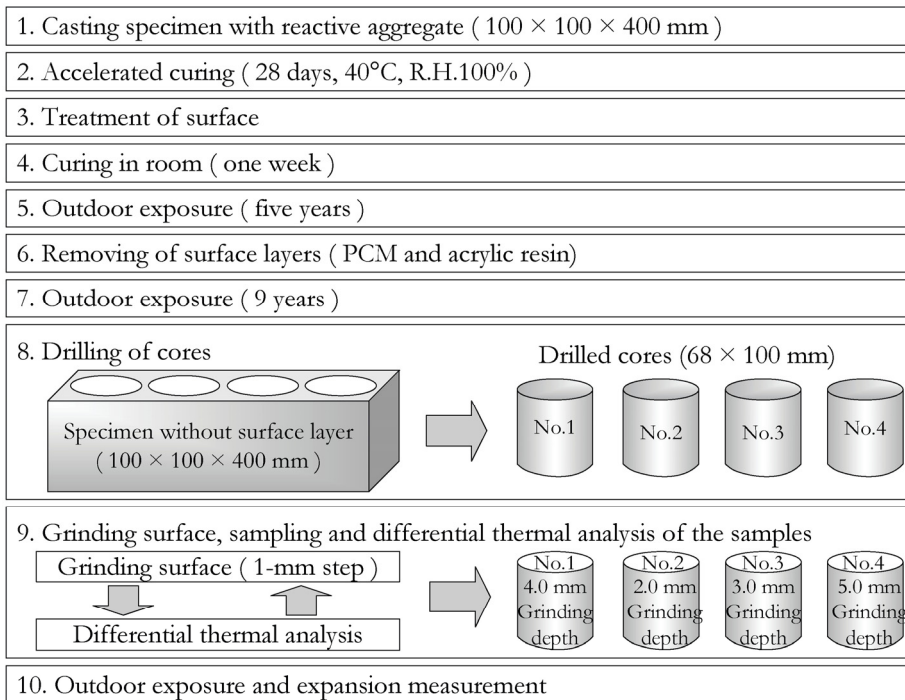 1. Casting specimen with reactive aggregate ( 100 × 100 × 400 mm )
2. Accelerated curing ( 28 days, 40°C, R.H.100% )
3. Treatment of surface
4. Curing in room ( one week )
5. Outdoor exposure ( five years )
6. Removing of surface layers ( PCM and acrylic resin)
7. Outdoor exposure ( 9 years )
8. Drilling of cores
Drilled cores (68 × 100 mm)
Specimen without surface layer
( 100 × 100 × 400 mm )
No.1
No.2
No.3
No.4
9. Grinding surface, sampling and differential thermal analysis of the samples
Grinding surface ( 1-mm step )
Differential thermal analysis
No.1
4.0 mm
Grinding
depth
No.2
2.0 mm
Grinding
depth
No.3
3.0 mm
Grinding
depth
No.4
5.0 mm
Grinding
depth
10. Outdoor exposure and expansion measurement